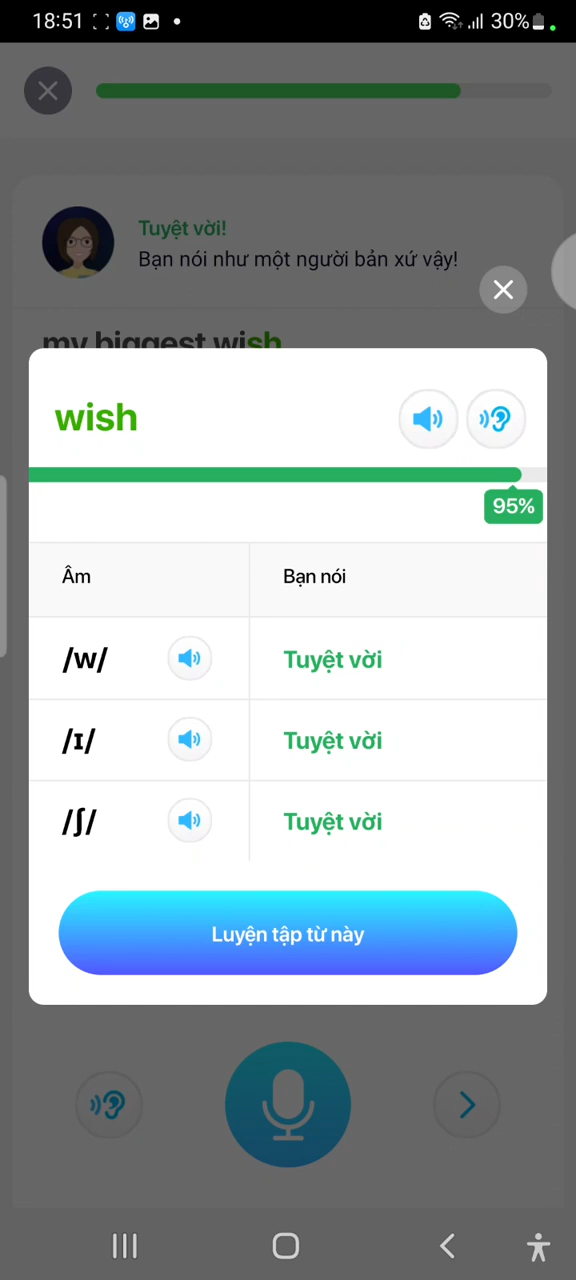 18:51
30%
Tuyệt vời!
Bạn nói như một người bản xứ vậy!
my biggest wish
wish
95%
Âm
Bạn nói
/w/
Tuyệt vời
/ɪ/
Tuyệt vời
/ʃ/
Tuyệt vời
Luyện tập từ này